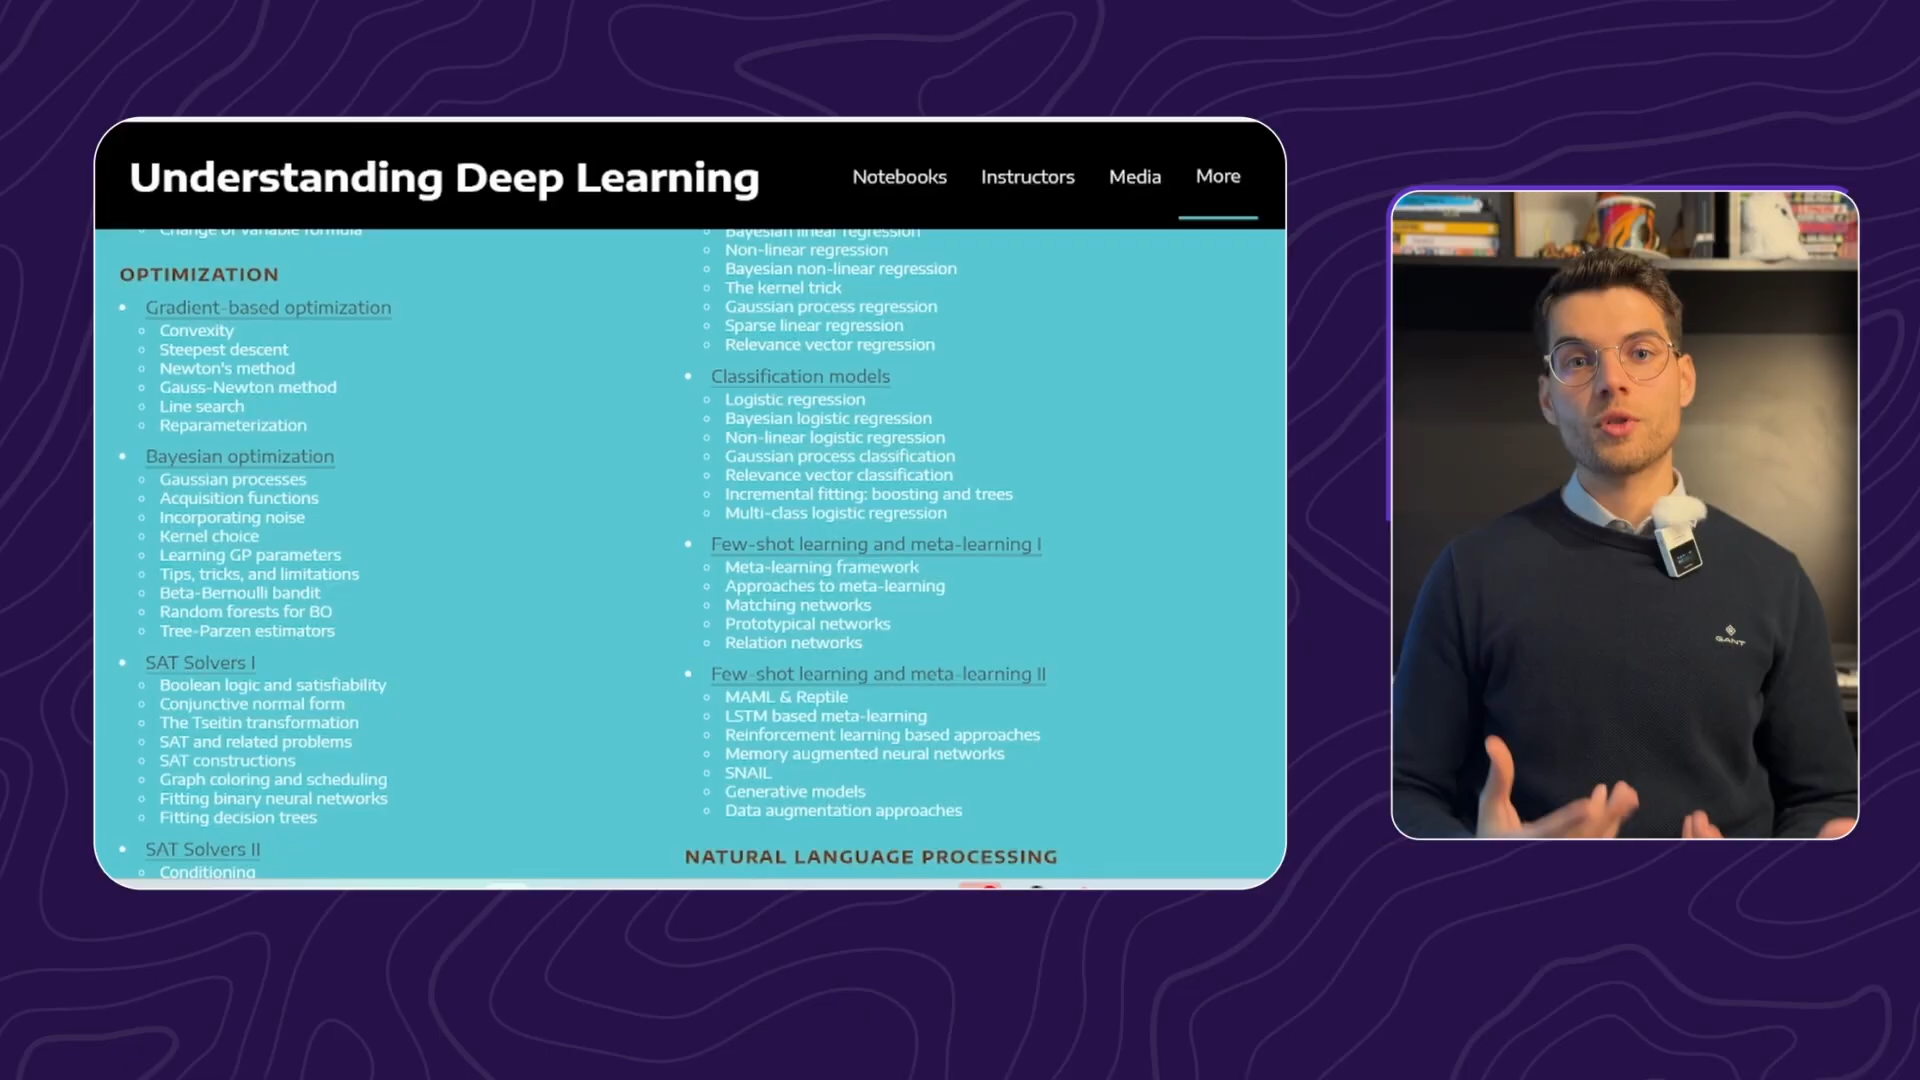 Understanding Deep Learning
Notebooks
Instructors
Media
More
Change of variable formula
OPTIMIZATION
Gradient-based optimization
Convexity
Steepest descent
Newton's method
Gauss-Newton method
Line search
Reparameterization
Bayesian optimization
Gaussian processes
Acquisition functions
Incorporating noise
Kernel choice
Learning GP parameters
Tips, tricks, and limitations
Beta-Bernoulli bandit
Random forests for BO
Tree-Parzen estimators
SAT Solvers I
Boolean logic and satisfiability
Conjunctive normal form
The Tseitin transformation
SAT and related problems
SAT constructions
Graph coloring and scheduling
Fitting binary neural networks
Fitting decision trees
SAT Solvers II
Conditioning
Bayesian linear regression
Non-linear regression
Bayesian non-linear regression
The kernel trick
Gaussian process regression
Sparse linear regression
Relevance vector regression
Classification models
Logistic regression
Bayesian logistic regression
Non-linear logistic regression
Gaussian process classification
Relevance vector classification
Incremental fitting: boosting and trees
Multi-class logistic regression
Few-shot learning and meta-learning I
Meta-learning framework
Approaches to meta-learning
Matching networks
Prototypical networks
Relation networks
Few-shot learning and meta-learning II
MAML & Reptile
LSTM based meta-learning
Reinforcement learning based approaches
Memory augmented neural networks
SNAIL
Generative models
Data augmentation approaches
NATURAL LANGUAGE PROCESSING
GANT